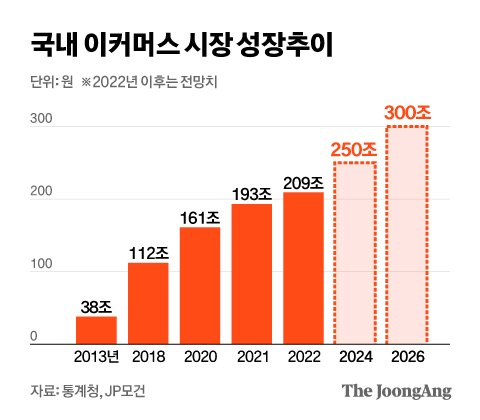 국내 이커머스 시장 성장추이
단위: 원 ※2022년 이후는 전망치
300
200
100
0
38조
112조
161조
193조
209조
250조
300조
2013년 2018 2020 2021 2022 2024 2026
자료: 통계청, JP모건
The JoongAng